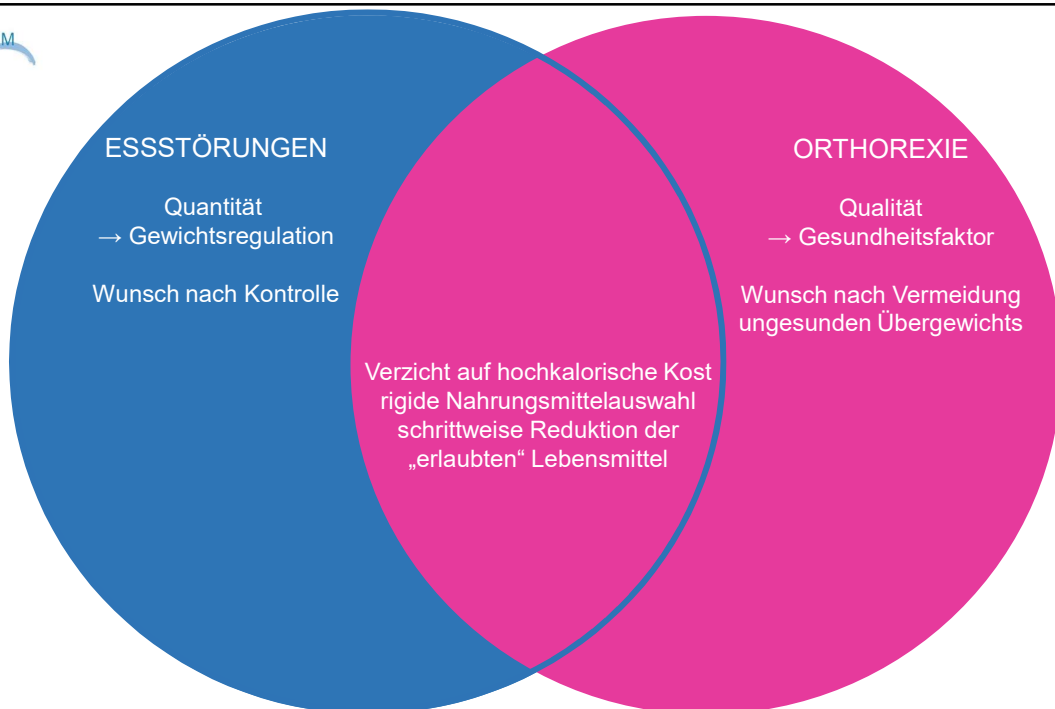 M
ESSSTÖRUNGEN
Quantität
→ Gewichtsregulation
Wunsch nach Kontrolle
Verzicht auf hochkalorische Kost
rigide Nahrungsmittelauswahl
schrittweise Reduktion der
„erlaubten“ Lebensmittel
ORTHOREXIE
Qualität
→ Gesundheitsfaktor
Wunsch nach Vermeidung
ungesunden Übergewichts